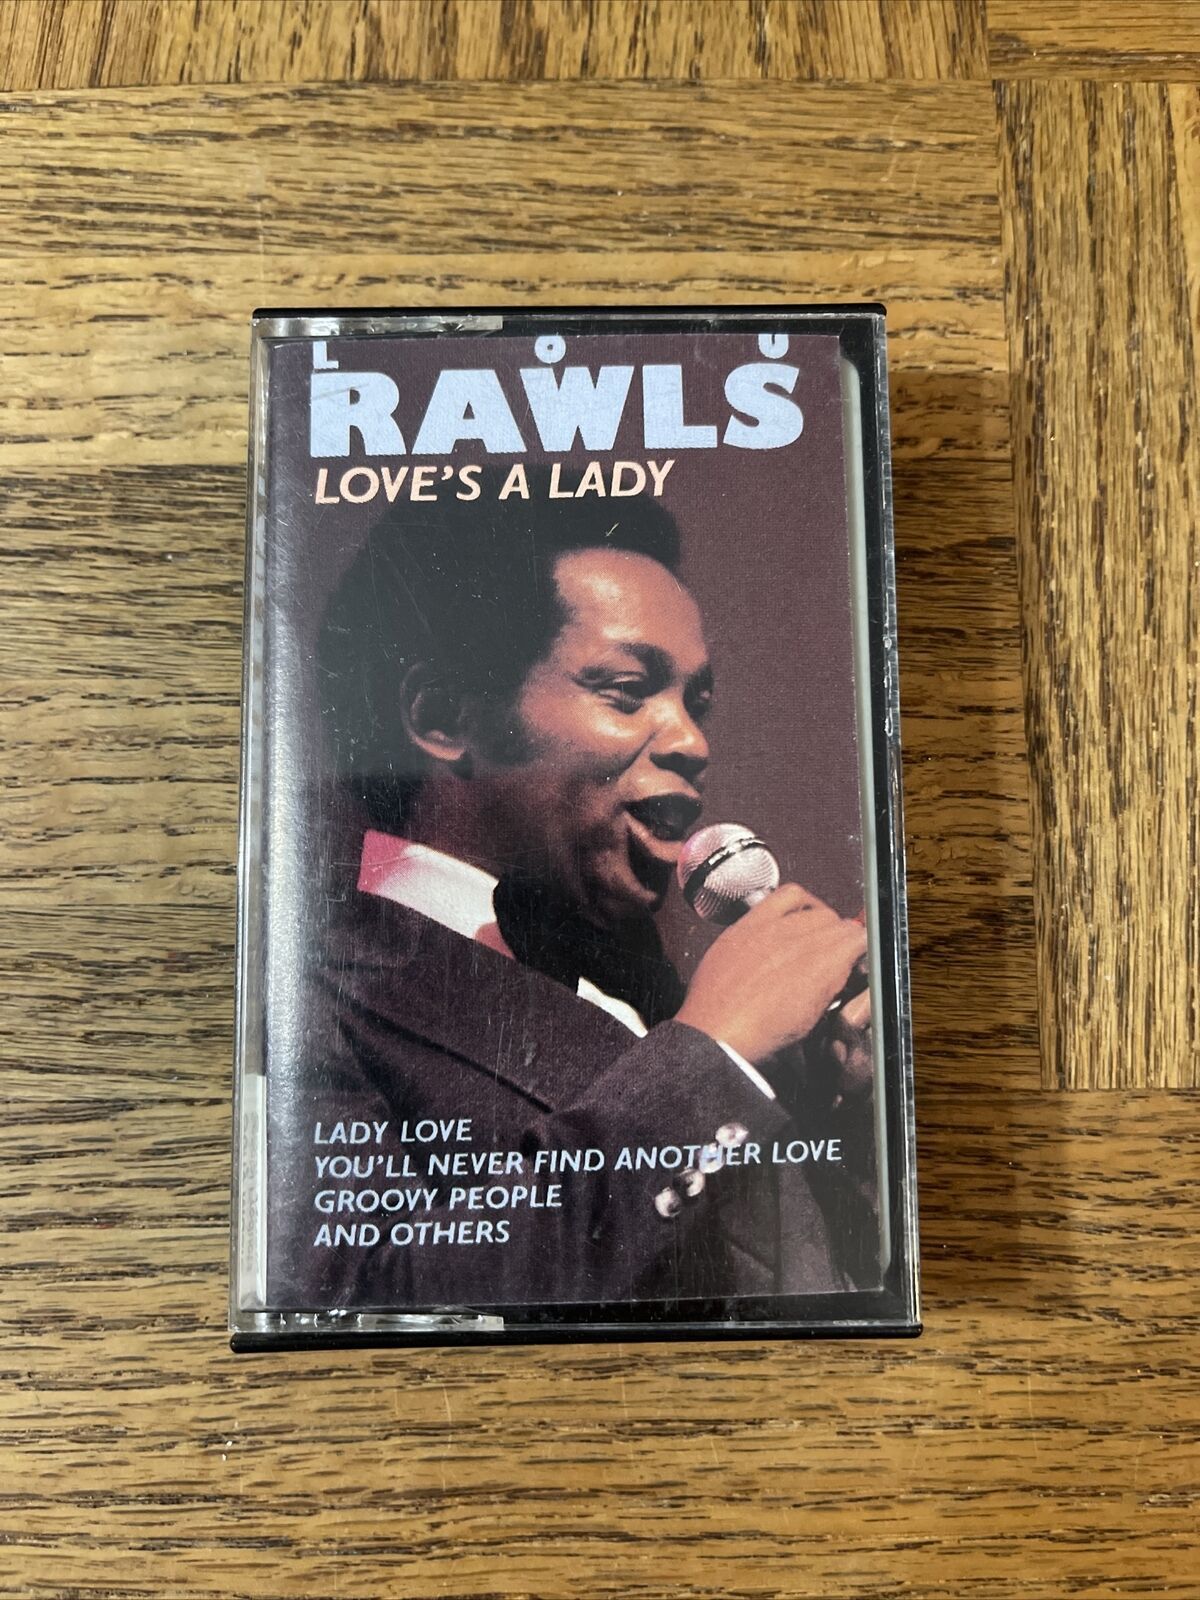 LOU
RAWLS
LOVE'S A LADY
LADY LOVE
YOU'LL NEVER FIND ANOTHER LOVE
GROOVY PEOPLE
AND OTHERS